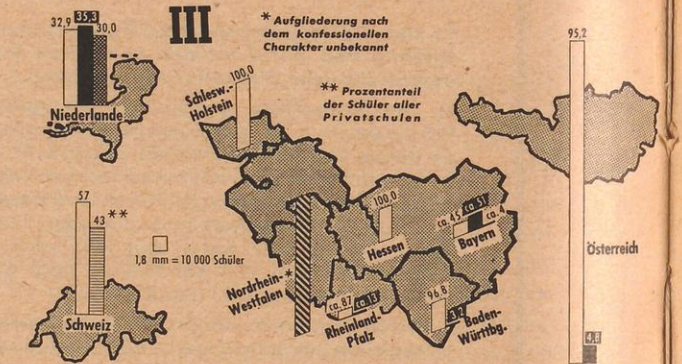 III
* Aufgliederung nach
dem konfessionellen
Charakter unbekannt
** Prozentanteil
der Schüler aller
Privatschulen
32,9 35,3 30,0
Niederlande
Schlesw.-
Holstein
100,0
95,2
57
43 **
1,8 mm = 10 000 Schüler
Schweiz
Nordrhein-*
Westfalen
100,0
Hessen
ca. 45 ca. 51 ca. 4
Bayern
ca. 87 ca. 13
Rheinland-
Pfalz
96,8
3,2
Baden-
Württbg.
Österreich
4,8